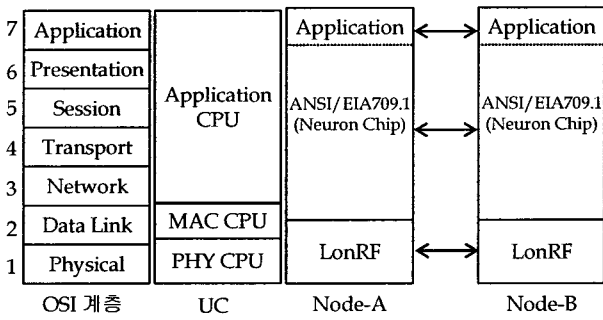 7 Application
6 Presentation
5 Session
4 Transport
3 Network
2 Data Link
1 Physical
OSI 계층
Application
CPU
MAC CPU
PHY CPU
UC
Application
ANSI/EIA709.1
(Neuron Chip)
LonRF
Node-A
Application
ANSI/EIA709.1
(Neuron Chip)
LonRF
Node-B